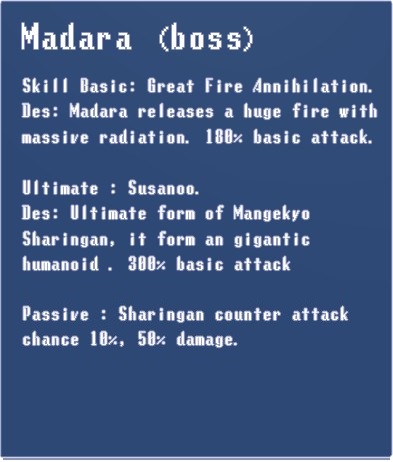 Madara (boss)
Skill Basic: Great Fire Annihilation.
Des: Madara releases a huge fire with
massive radiation. 180% basic attack.
Ultimate : Susanoo.
Des: Ultimate form of Mangekyo
Sharingan, it form an gigantic
humanoid . 300% basic attack
Passive : Sharingan counter attack
chance 10%, 50% damage.